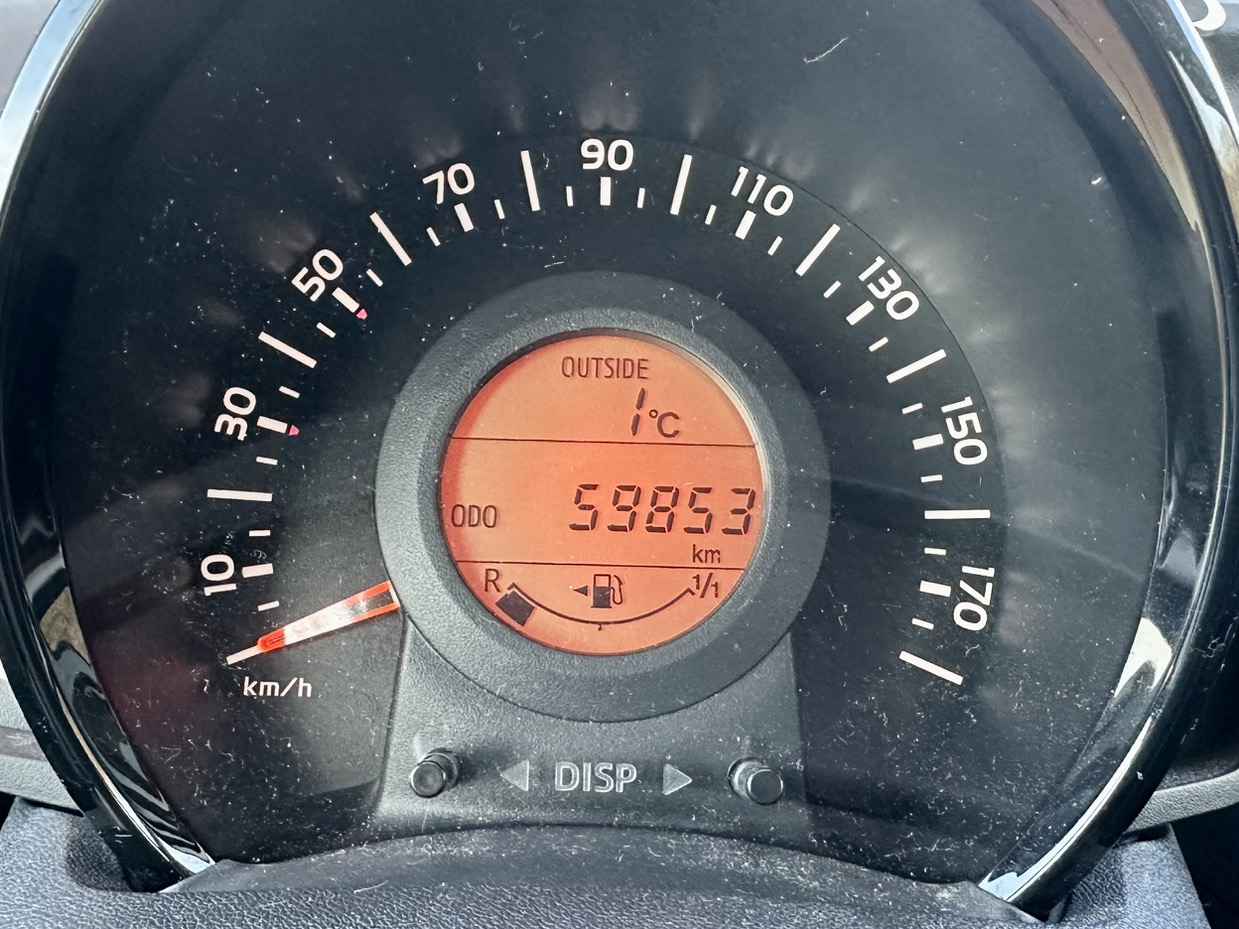 90
70
110
50
130
30
150
10
170
km/h
OUTSIDE
1°C
ODO 59853
km
R 1/1
DISP